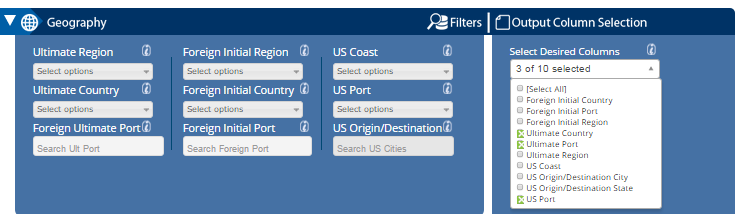 Geography
Filters
Output Column Selection
Ultimate Region
Foreign Initial Region
US Coast
Select options
Select options
Select options
Ultimate Country
Foreign Initial Country
US Port
Select options
Select options
Select options
Foreign Ultimate Port
Foreign Initial Port
US Origin/Destination
Search Ult Port
Search Foreign Port
Search US Cities
Select Desired Columns
3 of 10 selected
[Select All]
Foreign Initial Country
Foreign Initial Port
Foreign Initial Region
Ultimate Country
Ultimate Port
Ultimate Region
US Coast
US Origin/Destination City
US Origin/Destination State
US Port